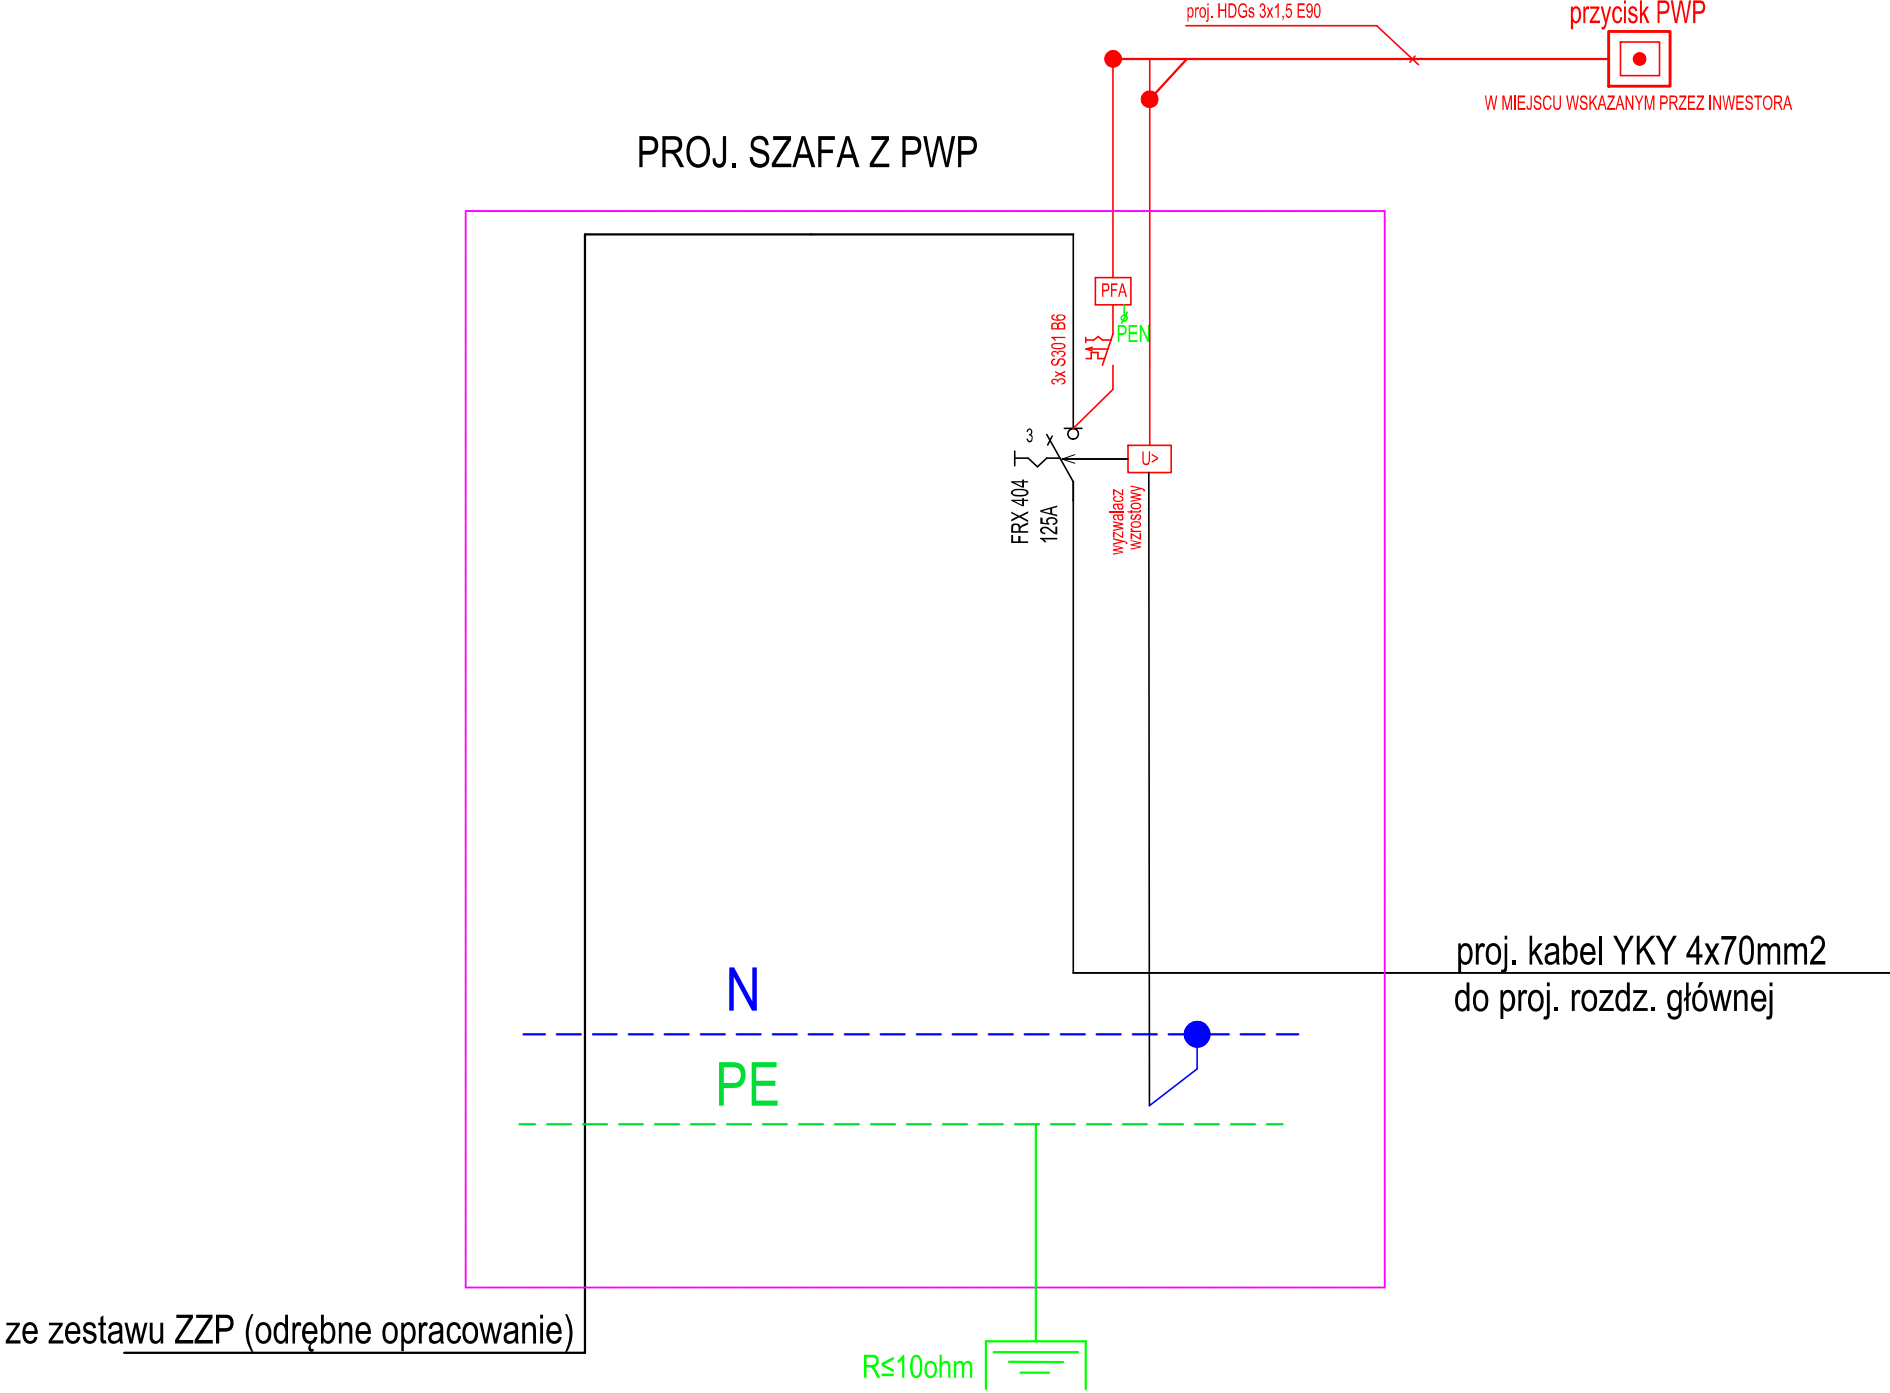 proj. HDGs 3x1,5 E90
przycisk PWP
W MIEJSCU WSKAZANYM PRZEZ INWESTORA
PROJ. SZAFA Z PWP
PFA
PEN
3x S301 B6
3
U>
FRX 404
125A
wyzwalacz
wzrostowy
proj. kabel YKY 4x70mm2
do proj. rozdz. głównej
N
PE
ze zestawu ZZP (odrębne opracowanie)
R≤10ohm